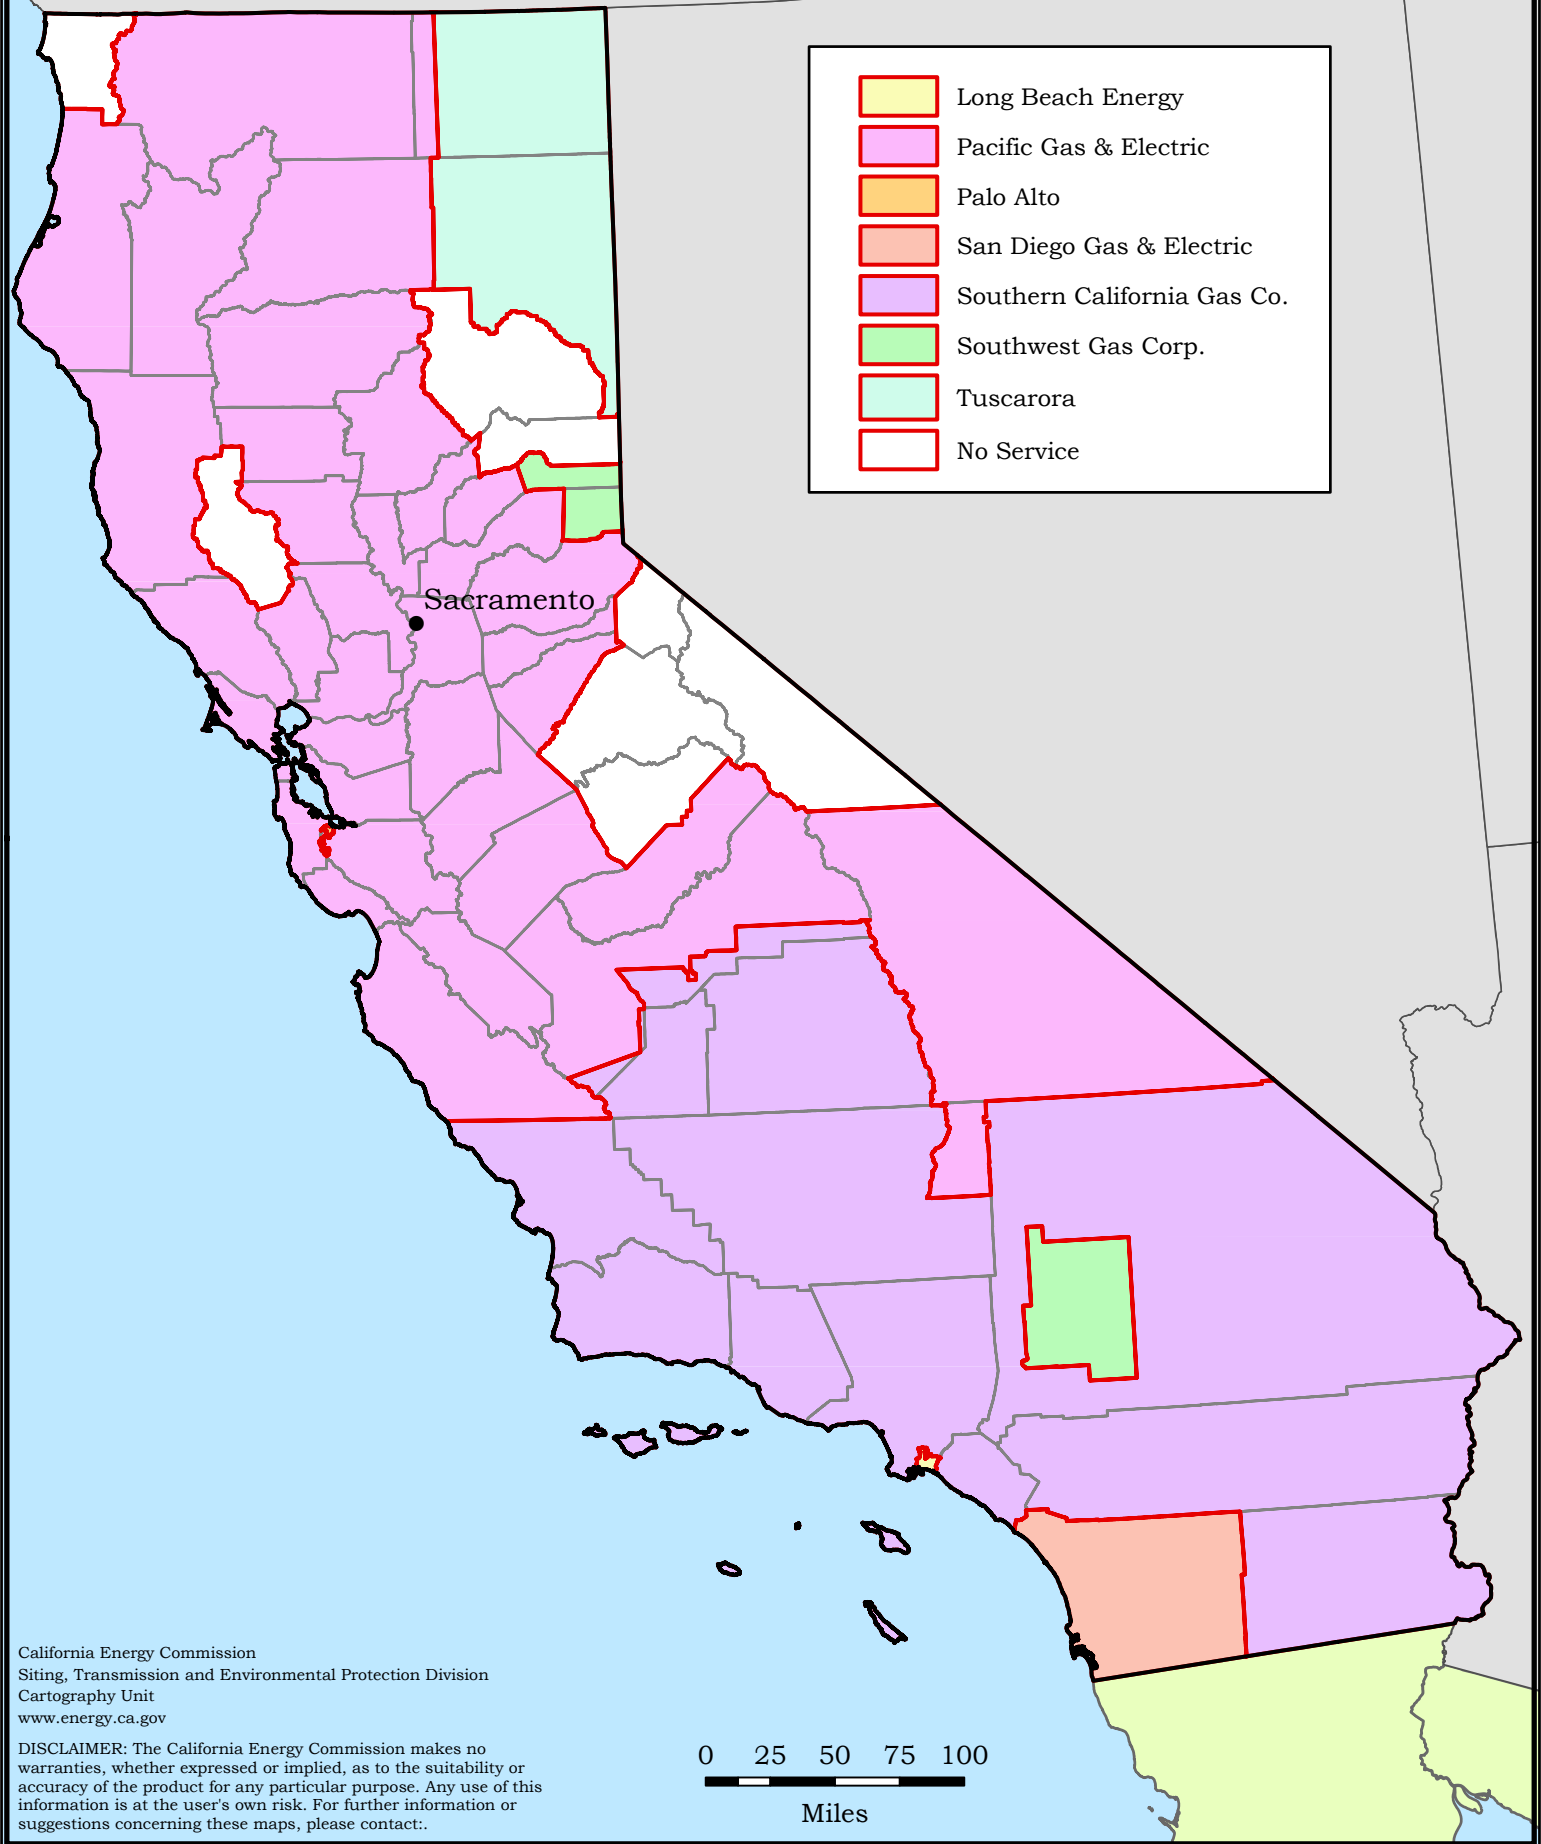 Long Beach Energy
Pacific Gas & Electric
Palo Alto
San Diego Gas & Electric
Southern California Gas Co.
Southwest Gas Corp.
Tuscarora
No Service
Sacramento
California Energy Commission
Siting, Transmission and Environmental Protection Division
Cartography Unit
www.energy.ca.gov
DISCLAIMER: The California Energy Commission makes no
warranties, whether expressed or implied, as to the suitability or
accuracy of the product for any particular purpose. Any use of this
information is at the user's own risk. For further information or
suggestions concerning these maps, please contact:.
0 25 50 75 100
Miles